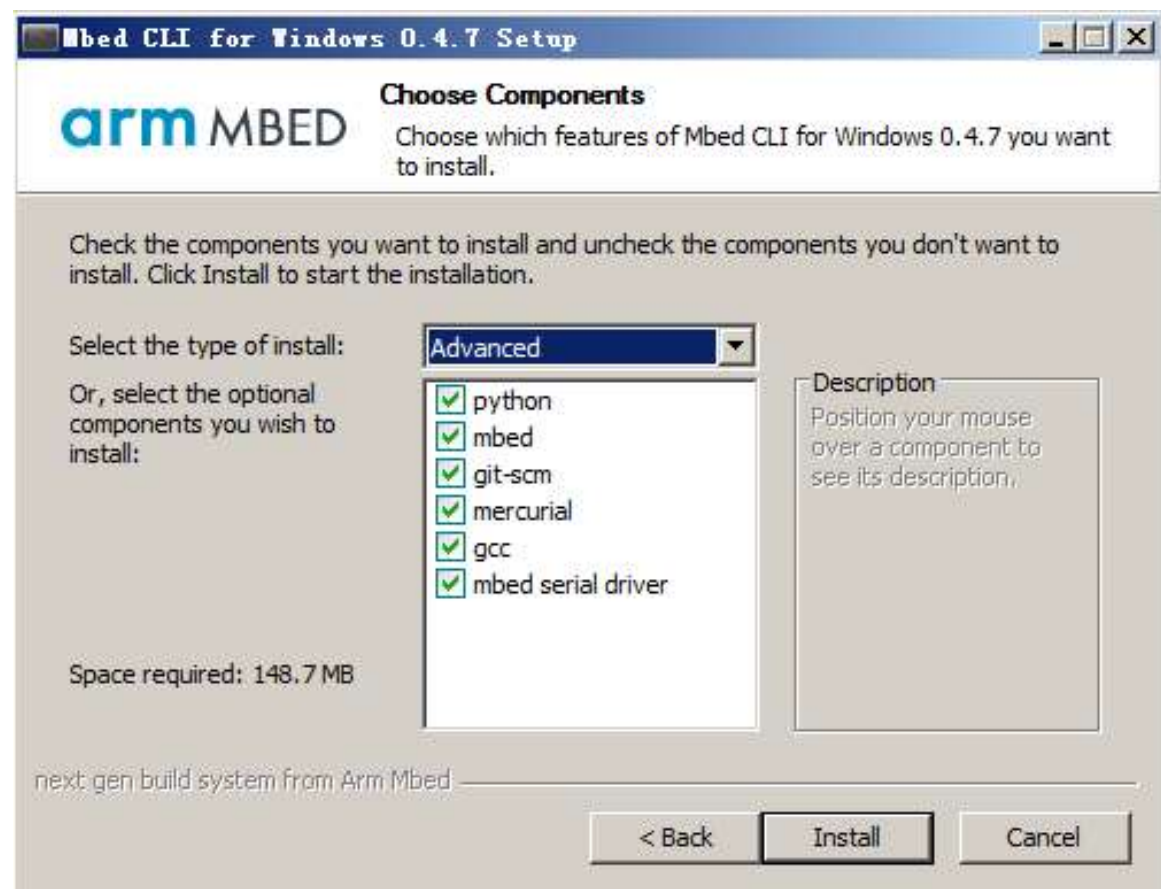 Mbed CLI for Windows 0.4.7 Setup
arm MBED
Choose Components
Choose which features of Mbed CLI for Windows 0.4.7 you want
to install.
Check the components you want to install and uncheck the components you don't want to
install. Click Install to start the installation.
Select the type of install:
Advanced
Or, select the optional
components you wish to
install:
python
mbed
git-scm
mercurial
gcc
mbed serial driver
Description
Position your mouse
over a component to
see its description.
Space required: 148.7 MB
next gen build system from Arm Mbed
< Back
Install
Cancel